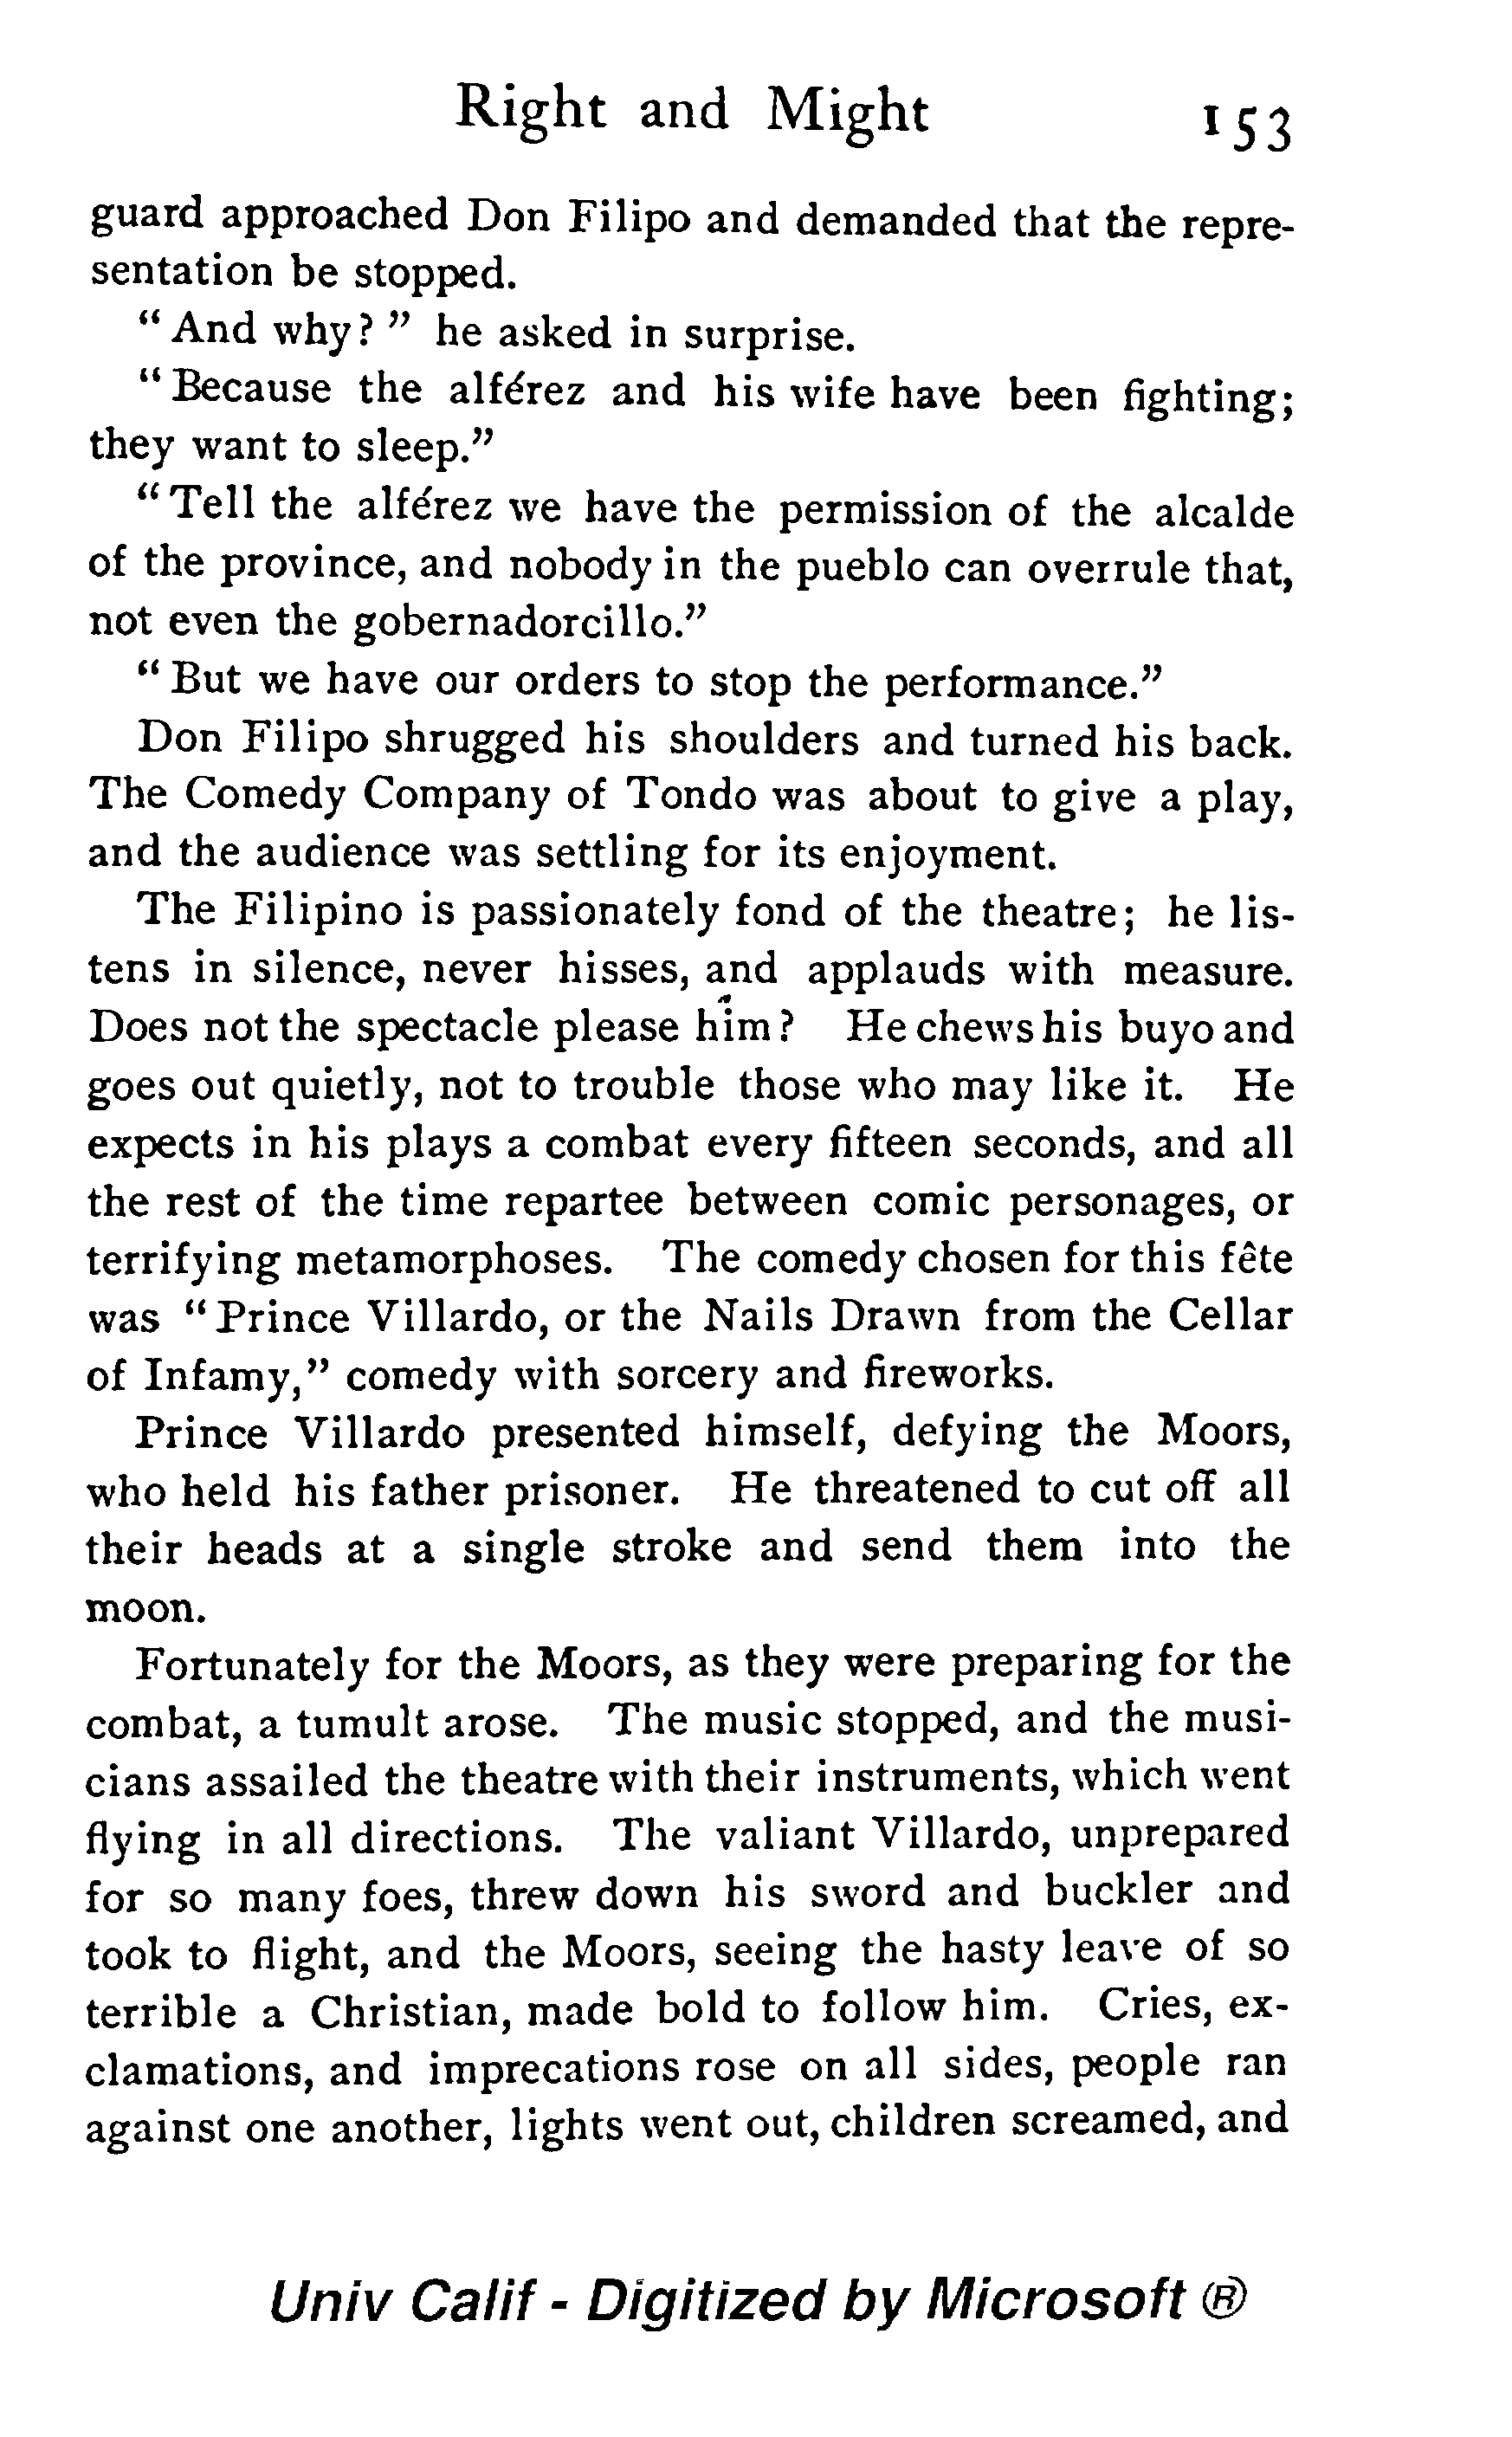 Right and Might 153
guard approached Don Filipo and demanded that the repre-
sentation be stopped.
“And why?” he asked in surprise.
“Because the alférez and his wife have been fighting;
they want to sleep.”
“Tell the alférez we have the permission of the alcalde
of the province, and nobody in the pueblo can overrule that,
not even the gobernadorcillo.”
“But we have our orders to stop the performance.”
Don Filipo shrugged his shoulders and turned his back.
The Comedy Company of Tondo was about to give a play,
and the audience was settling for its enjoyment.
The Filipino is passionately fond of the theatre; he lis-
tens in silence, never hisses, and applauds with measure.
Does not the spectacle please him? He chews his buyo and
goes out quietly, not to trouble those who may like it. He
expects in his plays a combat every fifteen seconds, and all
the rest of the time repartee between comic personages, or
terrifying metamorphoses. The comedy chosen for this fête
was “Prince Villardo, or the Nails Drawn from the Cellar
of Infamy,” comedy with sorcery and fireworks.
Prince Villardo presented himself, defying the Moors,
who held his father prisoner. He threatened to cut off all
their heads at a single stroke and send them into the
moon.
Fortunately for the Moors, as they were preparing for the
combat, a tumult arose. The music stopped, and the musi-
cians assailed the theatre with their instruments, which went
flying in all directions. The valiant Villardo, unprepared
for so many foes, threw down his sword and buckler and
took to flight, and the Moors, seeing the hasty leave of so
terrible a Christian, made bold to follow him. Cries, ex-
clamations, and imprecations rose on all sides, people ran
against one another, lights went out, children screamed, and
Univ Calif - Digitized by Microsoft ®